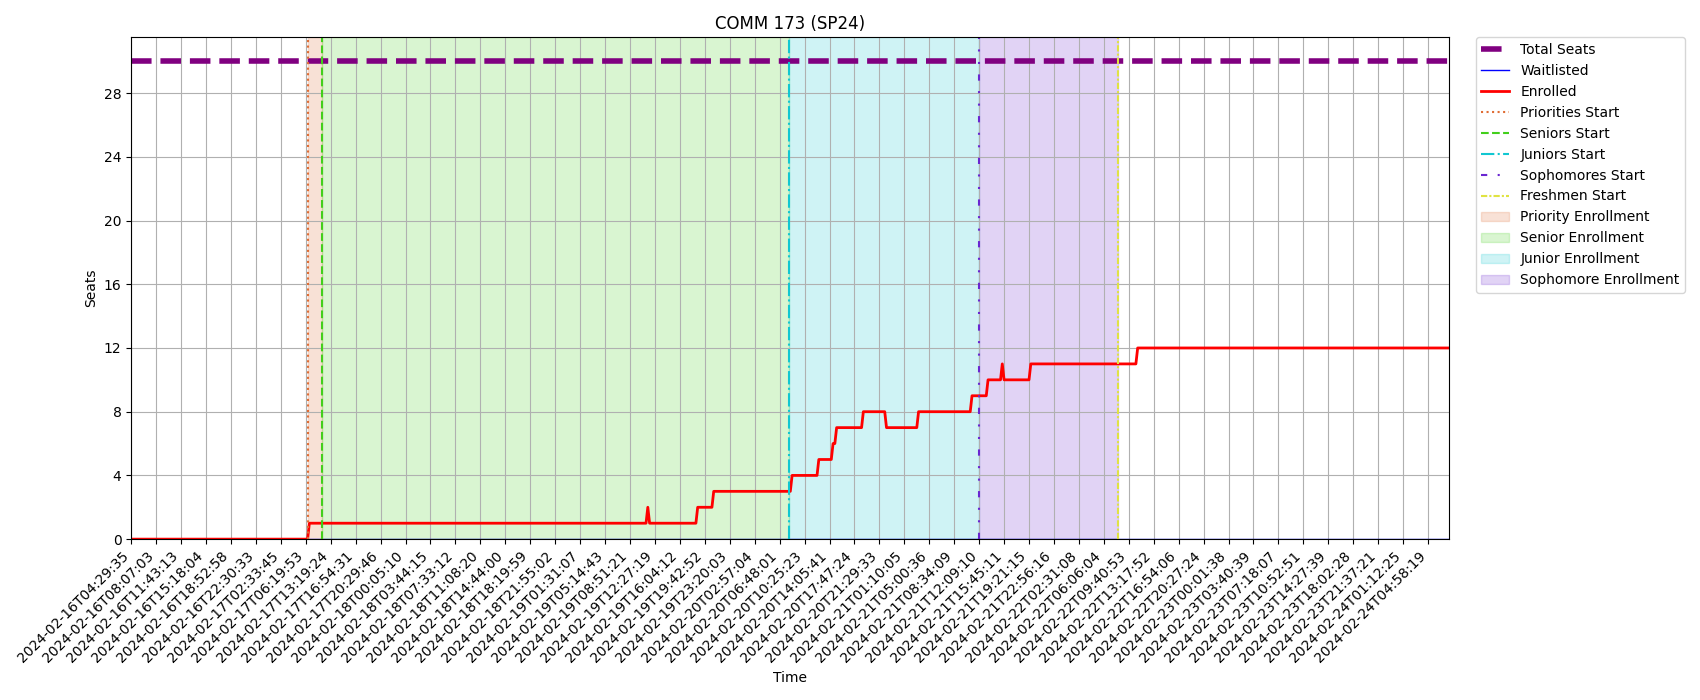 COMM 173 (SP24)
Seats
28
24
20
16
12
8
4
0
2024-02-16T04:29:35
2024-02-16T08:07:03
2024-02-16T11:43:13
2024-02-16T15:18:04
2024-02-16T18:52:58
2024-02-16T22:30:33
2024-02-17T02:33:45
2024-02-17T06:19:53
2024-02-17T13:19:24
2024-02-17T16:54:31
2024-02-17T20:29:46
2024-02-18T00:05:10
2024-02-18T03:44:15
2024-02-18T07:33:12
2024-02-18T11:08:20
2024-02-18T14:44:00
2024-02-18T18:19:59
2024-02-18T21:55:02
2024-02-19T01:31:07
2024-02-19T05:14:43
2024-02-19T08:51:21
2024-02-19T12:27:19
2024-02-19T16:04:12
2024-02-19T19:42:52
2024-02-19T23:20:03
2024-02-20T02:57:04
2024-02-20T06:48:01
2024-02-20T10:25:23
2024-02-20T14:05:41
2024-02-20T17:47:24
2024-02-20T21:29:33
2024-02-21T01:10:05
2024-02-21T05:00:36
2024-02-21T08:34:09
2024-02-21T12:09:10
2024-02-21T15:45:11
2024-02-21T19:21:15
2024-02-21T22:56:16
2024-02-22T02:31:08
2024-02-22T06:06:04
2024-02-22T09:40:53
2024-02-22T13:17:52
2024-02-22T16:54:06
2024-02-22T20:27:24
2024-02-23T00:01:38
2024-02-23T03:40:39
2024-02-23T07:18:07
2024-02-23T10:52:51
2024-02-23T14:27:39
2024-02-23T18:02:28
2024-02-23T21:37:21
2024-02-24T01:12:25
2024-02-24T04:58:19
Time
Total Seats
Waitlisted
Enrolled
Priorities Start
Seniors Start
Juniors Start
Sophomores Start
Freshmen Start
Priority Enrollment
Senior Enrollment
Junior Enrollment
Sophomore Enrollment